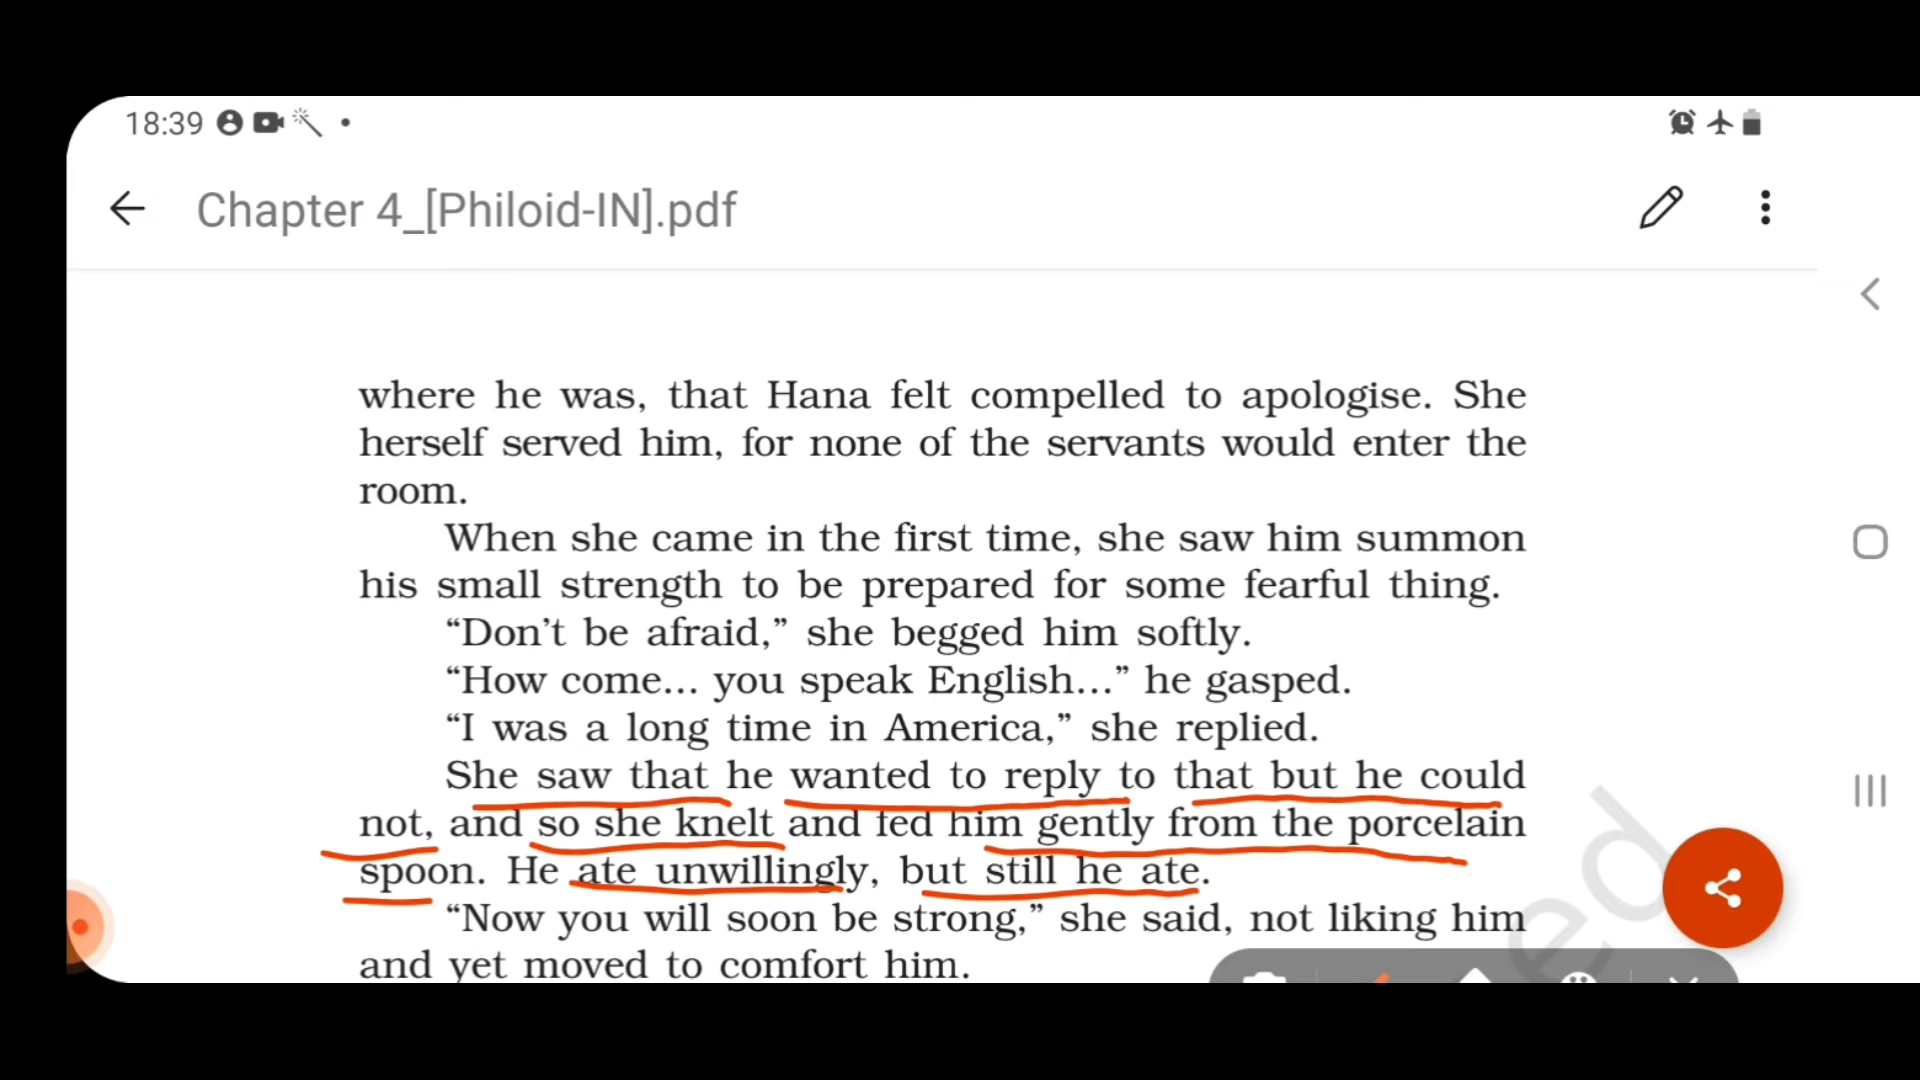 18:39
Chapter 4_[Philoid-IN].pdf
where he was, that Hana felt compelled to apologise. She
herself served him, for none of the servants would enter the
room.
When she came in the first time, she saw him summon
his small strength to be prepared for some fearful thing.
“Don’t be afraid,” she begged him softly.
“How come... you speak English...” he gasped.
“I was a long time in America,” she replied.
She saw that he wanted to reply to that but he could
not, and so she knelt and fed him gently from the porcelain
spoon. He ate unwillingly, but still he ate.
“Now you will soon be strong,” she said, not liking him
and yet moved to comfort him.
ed